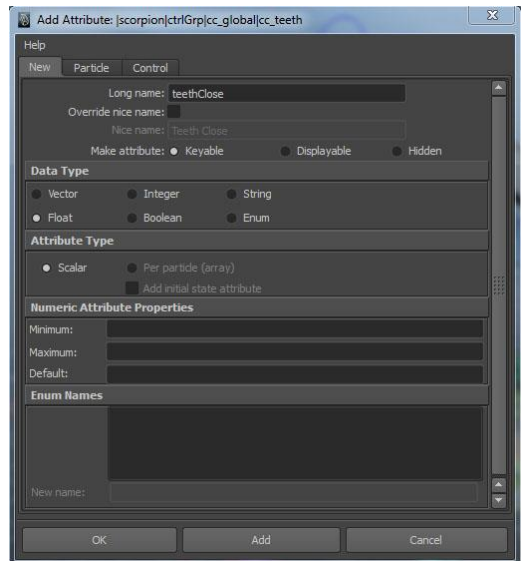 Add Attribute: |scorpion|ctrlGrp|cc_global|cc_teeth
Help
New Particle Control
Long name: teethClose
Override nice name:
Nice name: Teeth Close
Make attribute: Keyable Displayable Hidden
Data Type
Vector Integer String
Float Boolean Enum
Attribute Type
Scalar Per particle (array)
Add initial state attribute
Numeric Attribute Properties
Minimum:
Maximum:
Default:
Enum Names
New name:
OK Add Cancel